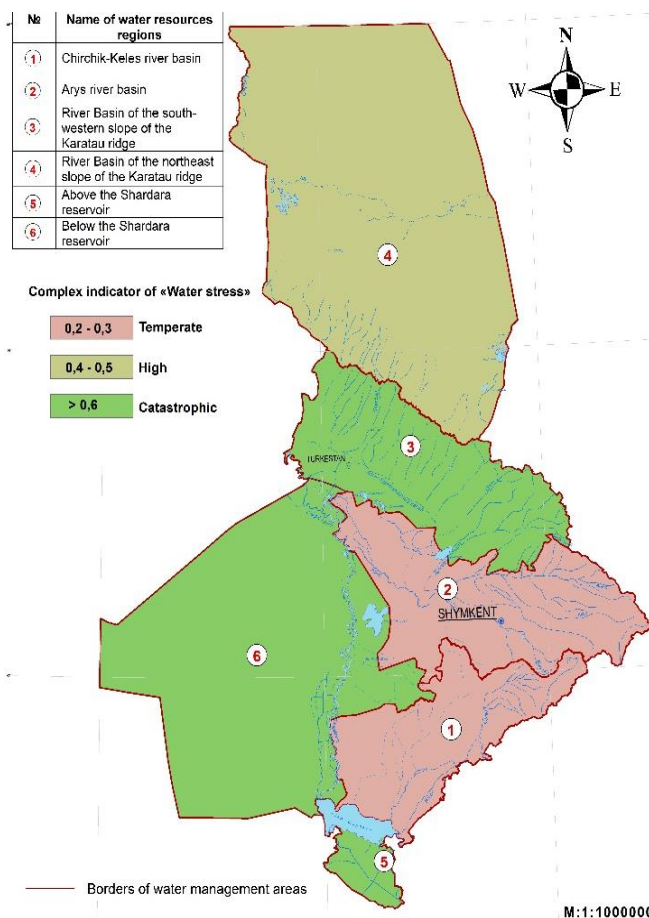 № Name of water resources
regions
1 Chirchik-Keles river basin
2 Arys river basin
3 River Basin of the south-
western slope of the
Karatau ridge
4 River Basin of the northeast
slope of the Karatau ridge
5 Above the Shardara
reservoir
6 Below the Shardara
reservoir
N
W E
S
Complex indicator of «Water stress»
0,2 - 0,3 Temperate
0,4 - 0,5 High
> 0,6 Catastrophic
4
3
TURKESTAN
2
SHYMKENT
6
1
5
Borders of water management areas
M:1:1000000